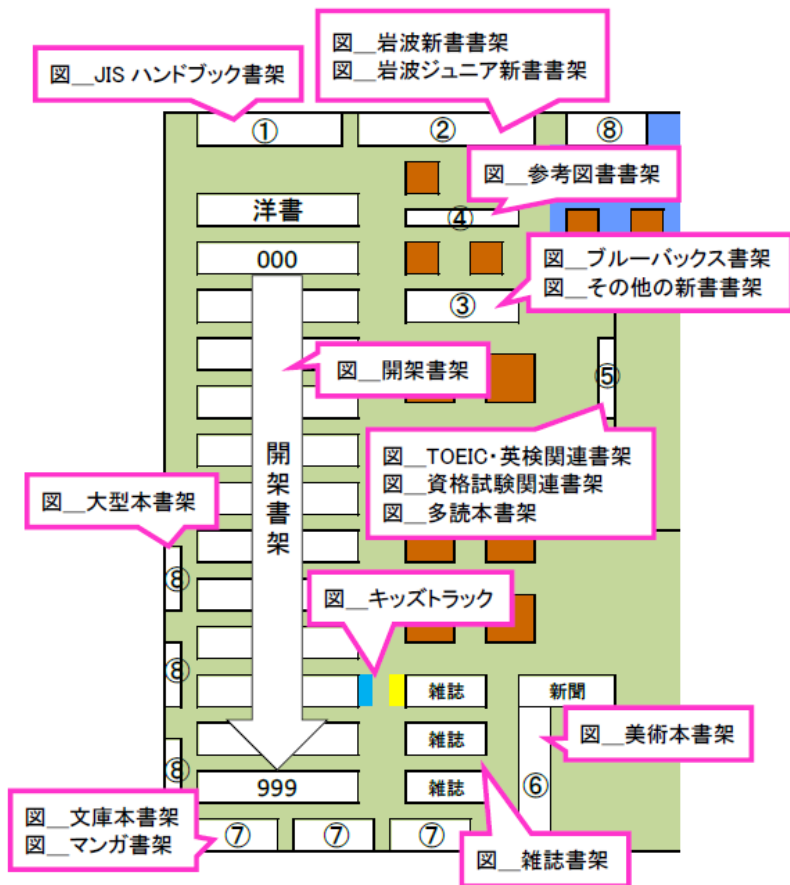 図__岩波新書書架
図__岩波ジュニア新書書架
図__JIS ハンドブック書架
①
②
⑧
図__参考図書書架
洋書
④
000
図__ブルーバックス書架
図__その他の新書書架
③
図__開架書架
⑤
開架書架
図__TOEIC・英検関連書架
図__資格試験関連書架
図__多読本書架
図__大型本書架
⑧
図__キッズトラック
⑧
雑誌
新聞
雑誌
図__美術本書架
⑧
999
雑誌
⑥
図__文庫本書架
図__マンガ書架
⑦
⑦
⑦
図__雑誌書架